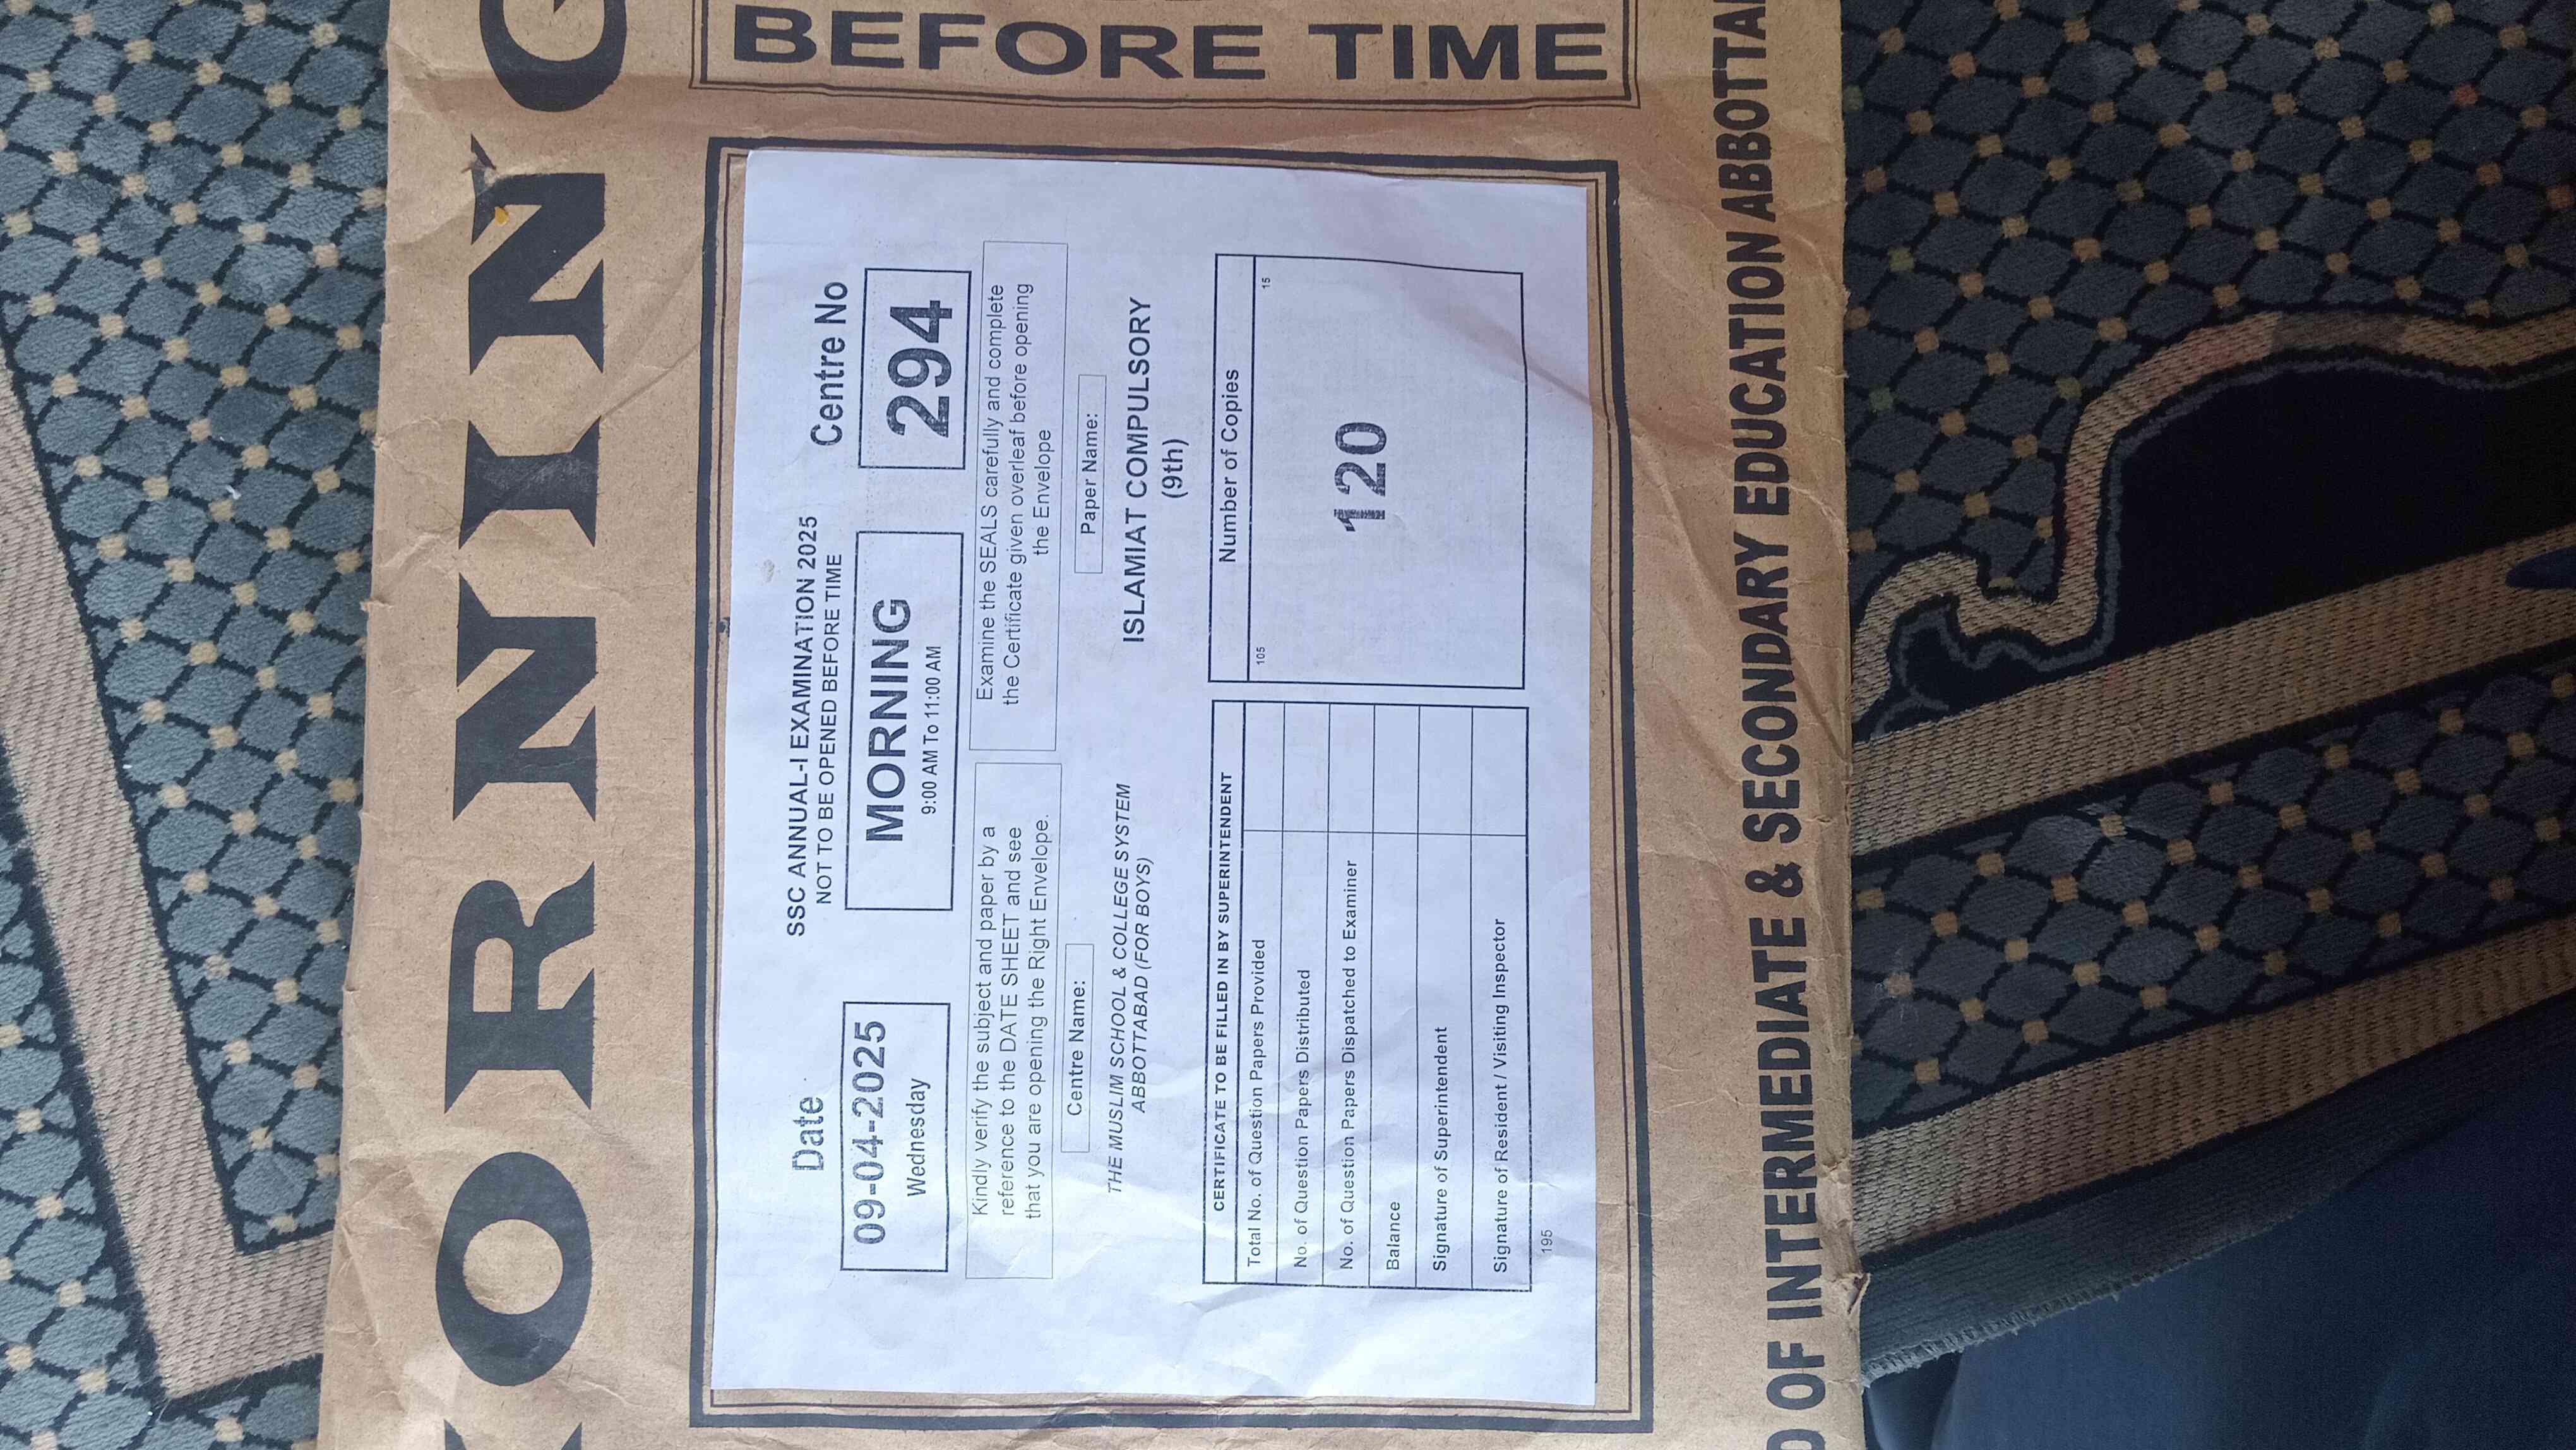 BEFORE TIME
SSC ANNUAL-I EXAMINATION 2025
NOT TO BE OPENED BEFORE TIME
Date
09-04-2025
Wednesday
MORNING
9:00 AM To 11:00 AM
Centre No
294
Kindly verify the subject and paper by a
reference to the DATE SHEET and see
that you are opening the Right Envelope.
Examine the SEALS carefully and complete
the Certificate given overleaf before opening
the Envelope
Centre Name:
THE MUSLIM SCHOOL & COLLEGE SYSTEM
ABBOTTABAD (FOR BOYS)
Paper Name:
ISLAMIAT COMPULSORY
(9th)
CERTIFICATE TO BE FILLED IN BY SUPERINTENDENT
Total No. of Question Papers Provided
No. of Question Papers Distributed
No. of Question Papers Dispatched to Examiner
Balance
Signature of Superintendent
Signature of Resident / Visiting Inspector
195
Number of Copies
105 15
120
ORNING
D OF INTERMEDIATE & SECONDARY EDUCATION ABBOTTA